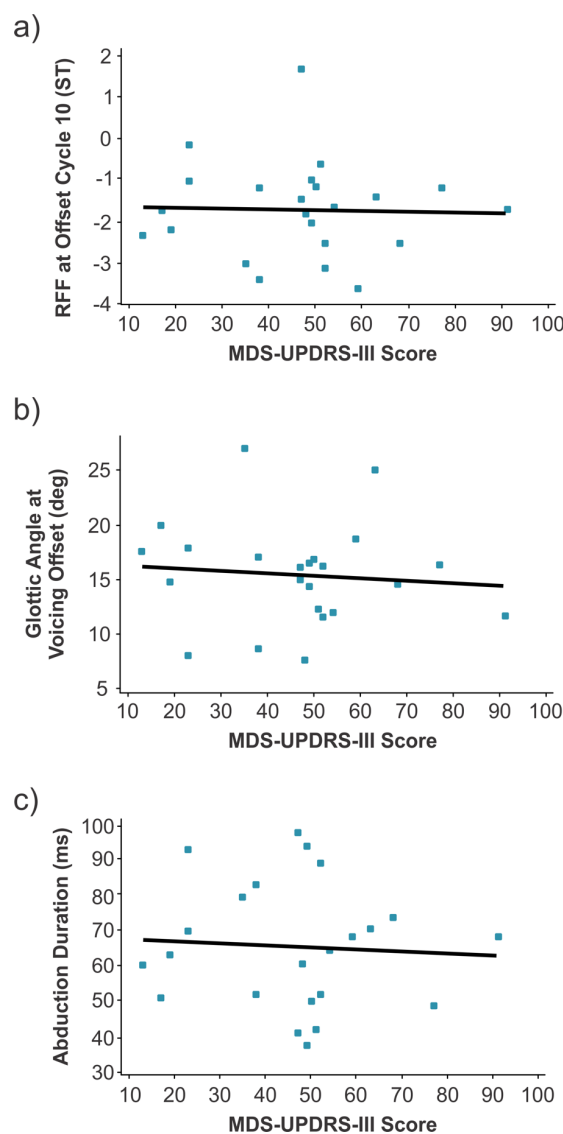 a)
RFF at Offset Cycle 10 (ST)
2
1
0
-1
-2
-3
-4
10 20 30 40 50 60 70 80 90 100
MDS-UPDRS-III Score
b)
Glottic Angle at
Voicing Offset (deg)
25
20
15
10
5
10 20 30 40 50 60 70 80 90 100
MDS-UPDRS-III Score
c)
Abduction Duration (ms)
100
90
80
70
60
50
40
30
10 20 30 40 50 60 70 80 90 100
MDS-UPDRS-III Score